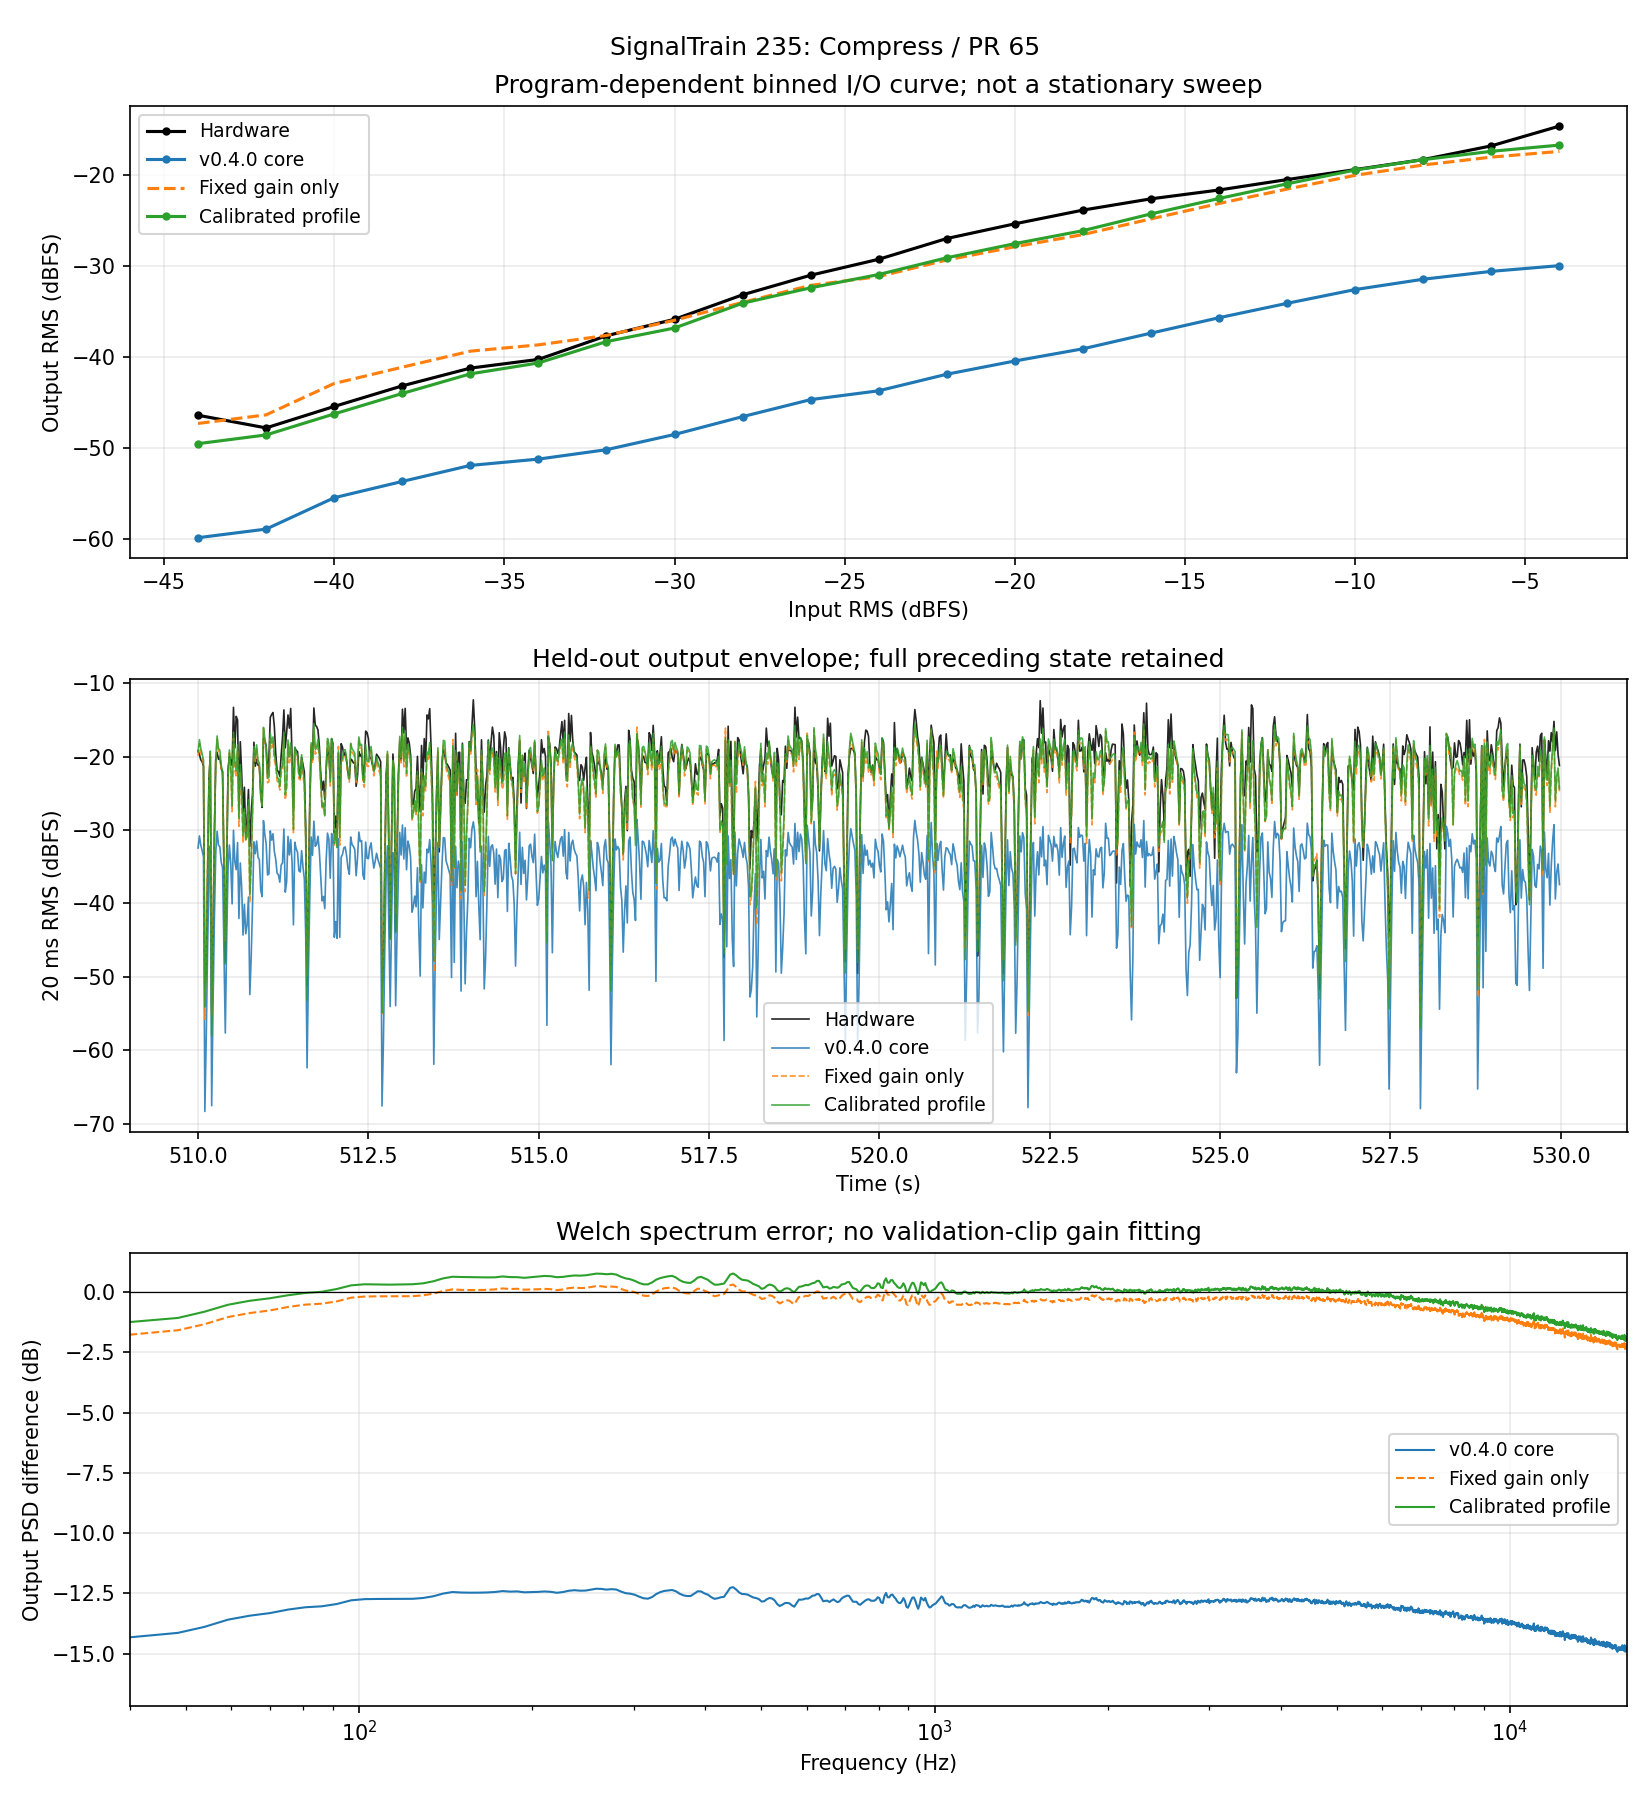 SignalTrain 235: Compress / PR 65
Program-dependent binned I/O curve; not a stationary sweep
Hardware
v0.4.0 core
Fixed gain only
Calibrated profile
Output RMS (dBFS)
−20
−30
−40
−50
−60
−45 −40 −35 −30 −25 −20 −15 −10 −5
Input RMS (dBFS)
Held-out output envelope; full preceding state retained
20 ms RMS (dBFS)
−10
−20
−30
−40
−50
−60
−70
Hardware
v0.4.0 core
Fixed gain only
Calibrated profile
510.0 512.5 515.0 517.5 520.0 522.5 525.0 527.5 530.0
Time (s)
Welch spectrum error; no validation-clip gain fitting
Output PSD difference (dB)
0.0
−2.5
−5.0
−7.5
−10.0
−12.5
−15.0
v0.4.0 core
Fixed gain only
Calibrated profile
10² 10³ 10⁴
Frequency (Hz)